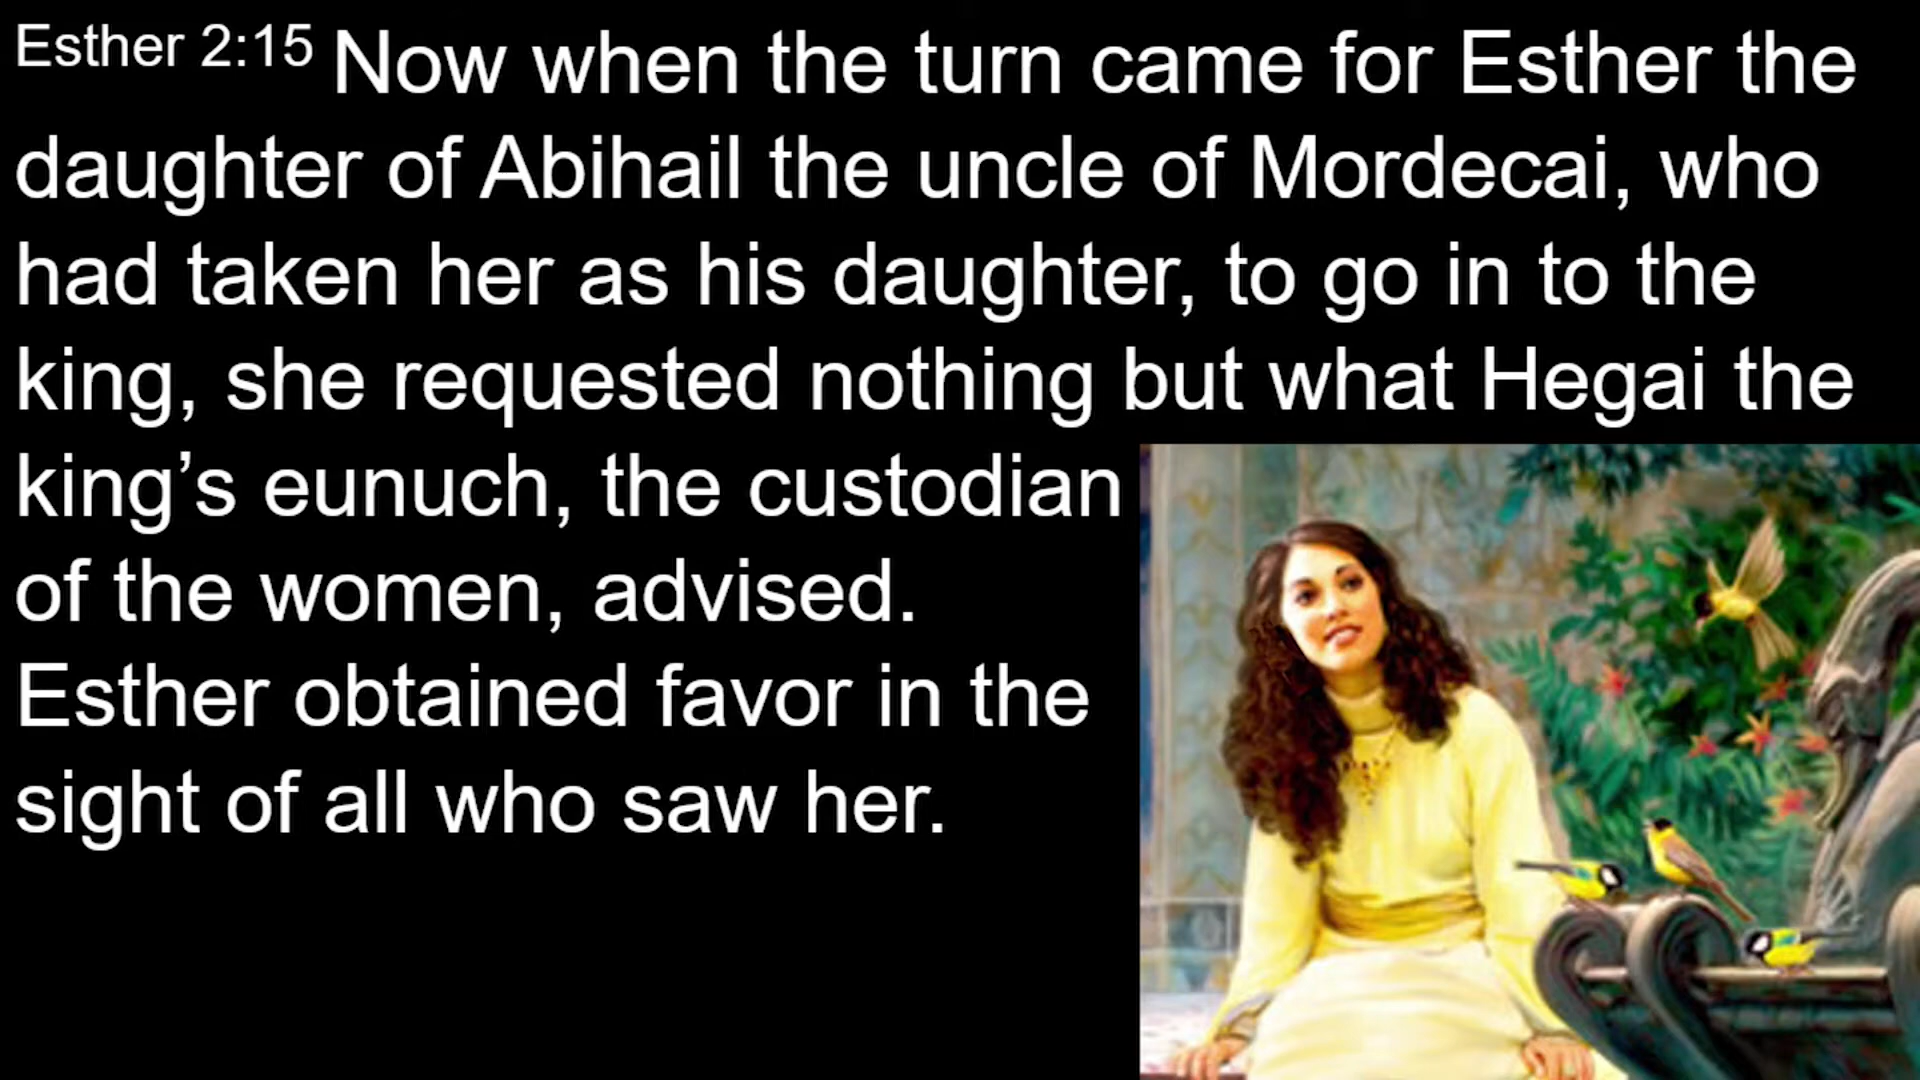 Esther 2:15 Now when the turn came for Esther the
daughter of Abihail the uncle of Mordecai, who
had taken her as his daughter, to go in to the
king, she requested nothing but what Hegai the
king’s eunuch, the custodian
of the women, advised.
Esther obtained favor in the
sight of all who saw her.